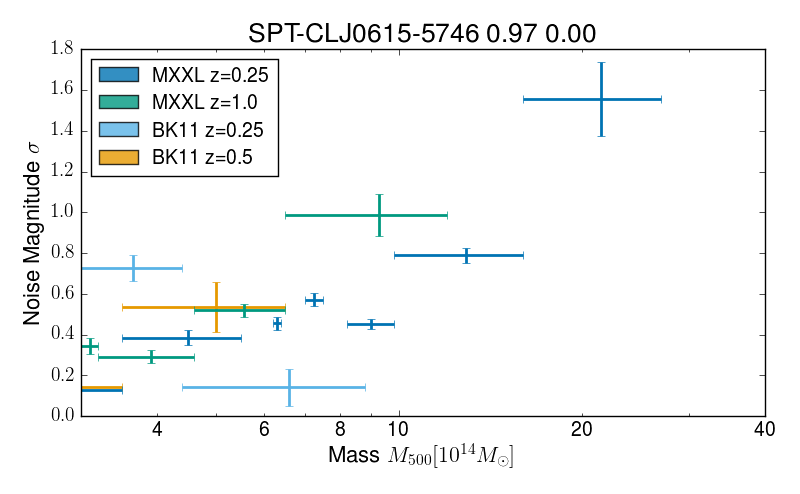 SPT-CLJ0615-5746 0.97 0.00
1.8
1.6
1.4
1.2
1.0
0.8
0.6
0.4
0.2
0.0
Noise Magnitude σ
MXXL z=0.25
MXXL z=1.0
BK11 z=0.25
BK11 z=0.5
4 6 8 10 20 40
Mass M₅₀₀[10¹⁴M☉]